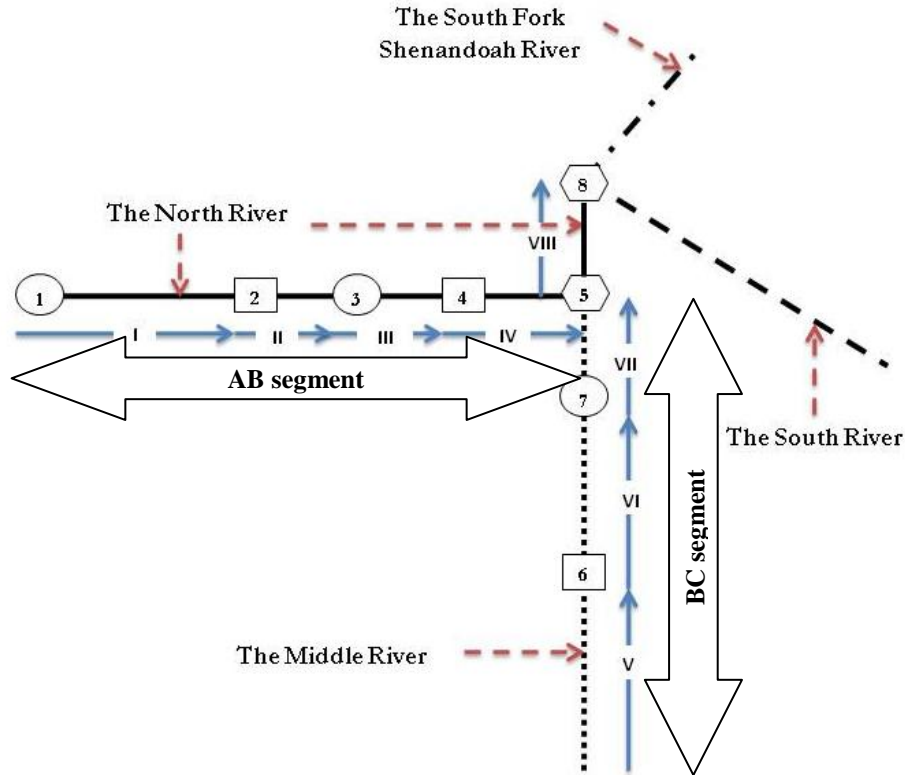 The South Fork
Shenandoah River
8
The North River
VIII
1
2
3
4
5
I
II
III
IV
VII
AB segment
7
The South River
VI
BC segment
6
The Middle River
V